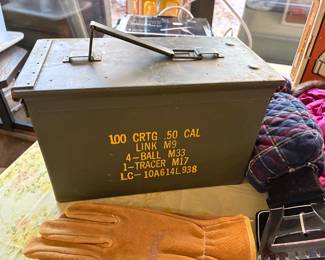 100 CRTG .50 CAL
LINK M9
4-BALL M33
1-TRACER M17
LC-10A614L938